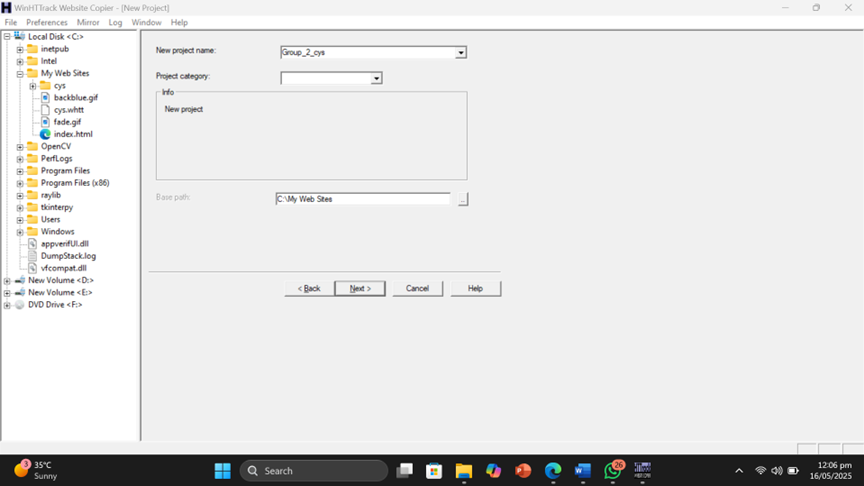 WinHTTrack Website Copier - [New Project]
File Preferences Mirror Log Window Help
Local Disk <C:>
inetpub
Intel
My Web Sites
cys
backblue.gif
cys.whtt
fade.gif
index.html
OpenCV
PerfLogs
Program Files
Program Files (x86)
raylib
tkinterpy
Users
Windows
appverifUI.dll
DumpStack.log
vfcompat.dll
New Volume <D:>
New Volume <E:>
DVD Drive <F:>
New project name: Group_2_cys
Project category:
Info
New project
Base path: C:\My Web Sites ..
< Back Next > Cancel Help
3
35°C
Sunny
Search
26
12:06 pm
16/05/2025